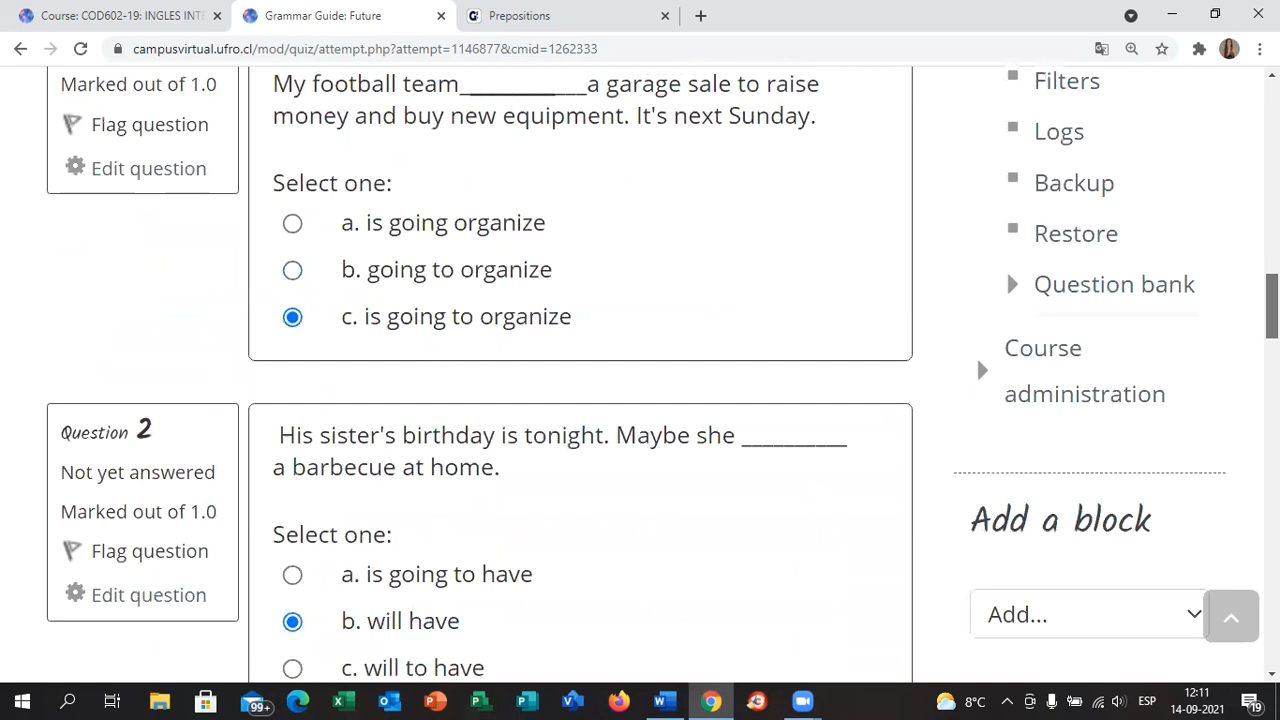 Course: COD602-19: INGLES INTE
Grammar Guide: Future
Prepositions
campusvirtual.ufro.cl/mod/quiz/attempt.php?attempt=1146877&cmid=1262333
Marked out of 1.0
Flag question
Edit question
My football team__________a garage sale to raise
money and buy new equipment. It's next Sunday.
Select one:
a. is going organize
b. going to organize
c. is going to organize
Question 2
Not yet answered
Marked out of 1.0
Flag question
Edit question
His sister's birthday is tonight. Maybe she __________
a barbecue at home.
Select one:
a. is going to have
b. will have
c. will to have
Filters
Logs
Backup
Restore
Question bank
Course
administration
Add a block
Add...
99+
8°C
ESP
12:11
14-09-2021
19